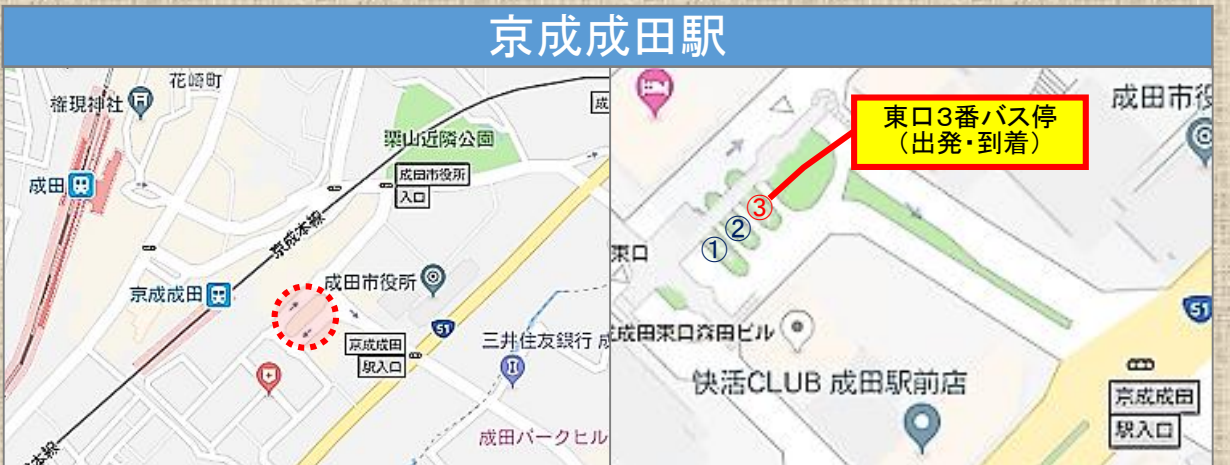 京成成田駅
花崎町
権現神社
成
栗山近隣公園
成田市役所
入口
成田
京成本線
京成成田
成田市役所
51
京成成田
駅入口
三井住友銀行 成
成田パークヒル
本線
成田市役
東口3番バス停
(出発・到着)
③
②
①
東口
成田東口森田ビル
51
快活CLUB 成田駅前店
京成成田
駅入口